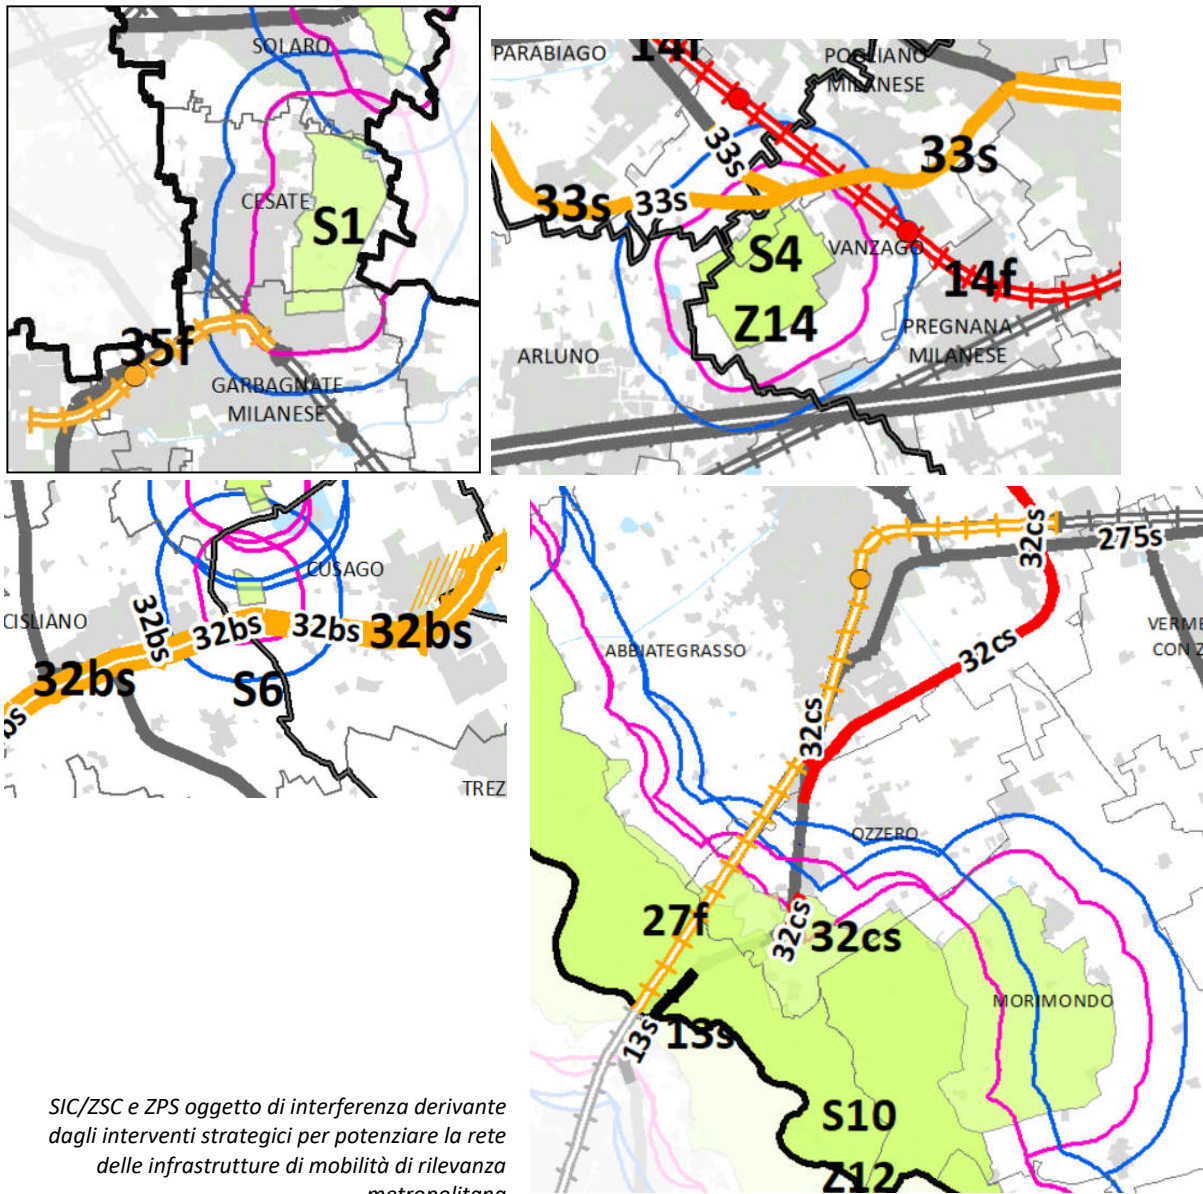 SOLARO
CESATE
S1
35f
GARBAGNATE
MILANESE
PARABIAGO
14f
POGLIANO
MILANESE
33s
33s
33s
33s
S4
VANZAGO
Z14
14f
ARLUNO
PREGNANA
MILANESE
CUSAGO
CISLIANO
32bs
32bs
32bs
32bs
32bs
S6
bs
TREZ
32cs
275s
VERME
CON Z
ABBIATEGRASSO
32cs
32cs
OZZERO
27f
32cs
32cs
MORIMONDO
13s
13s
S10
Z12
SIC/ZSC e ZPS oggetto di interferenza derivante
dagli interventi strategici per potenziare la rete
delle infrastrutture di mobilità di rilevanza
metropolitana